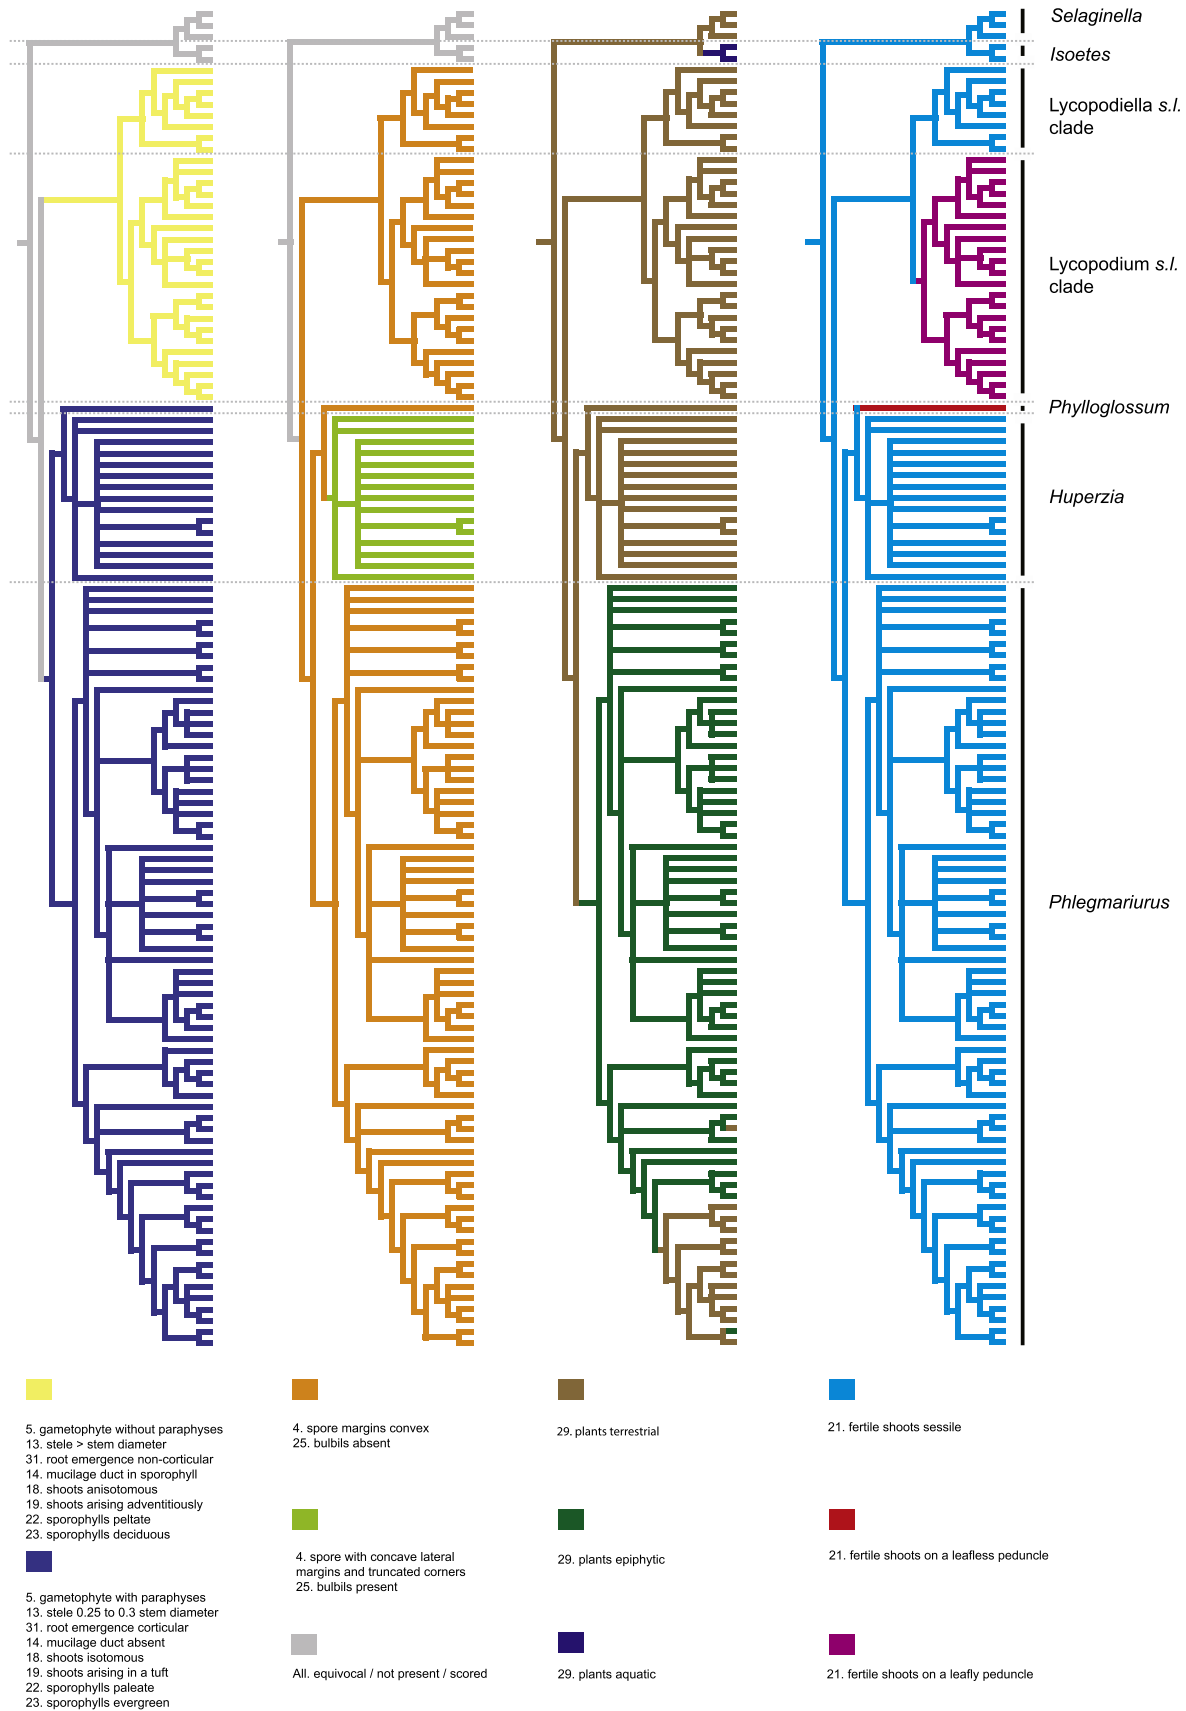 Selaginella
Isoetes
Lycopodiella s.l.
clade
Lycopodium s.l.
clade
Phylloglossum
Huperzia
Phlegmariurus
5. gametophyte without paraphyses
13. stele > stem diameter
31. root emergence non-corticular
14. mucilage duct in sporophyll
18. shoots anisotomous
19. shoots arising adventitiously
22. sporophylls peltate
23. sporophylls deciduous
5. gametophyte with paraphyses
13. stele 0.25 to 0.3 stem diameter
31. root emergence corticular
14. mucilage duct absent
18. shoots isotomous
19. shoots arising in a tuft
22. sporophylls paleate
23. sporophylls evergreen
4. spore margins convex
25. bulbils absent
4. spore with concave lateral
margins and truncated corners
25. bulbils present
All. equivocal / not present / scored
29. plants terrestrial
29. plants epiphytic
29. plants aquatic
21. fertile shoots sessile
21. fertile shoots on a leafless peduncle
21. fertile shoots on a leafly peduncle